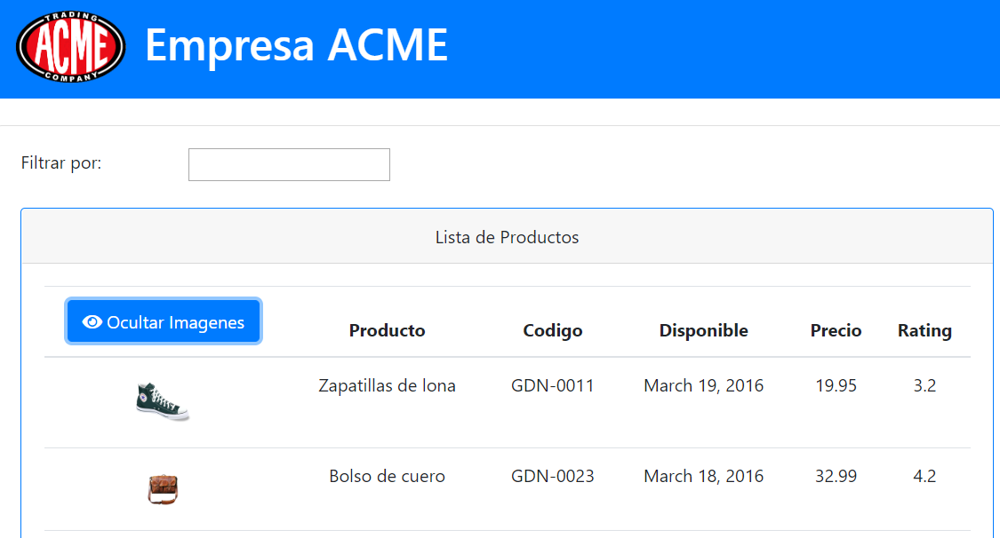 TRADING
ACME
COMPANY
Empresa ACME
Filtrar por:
Lista de Productos
Ocultar Imagenes Producto Codigo Disponible Precio Rating
Zapatillas de lona GDN-0011 March 19, 2016 19.95 3.2
Bolso de cuero GDN-0023 March 18, 2016 32.99 4.2